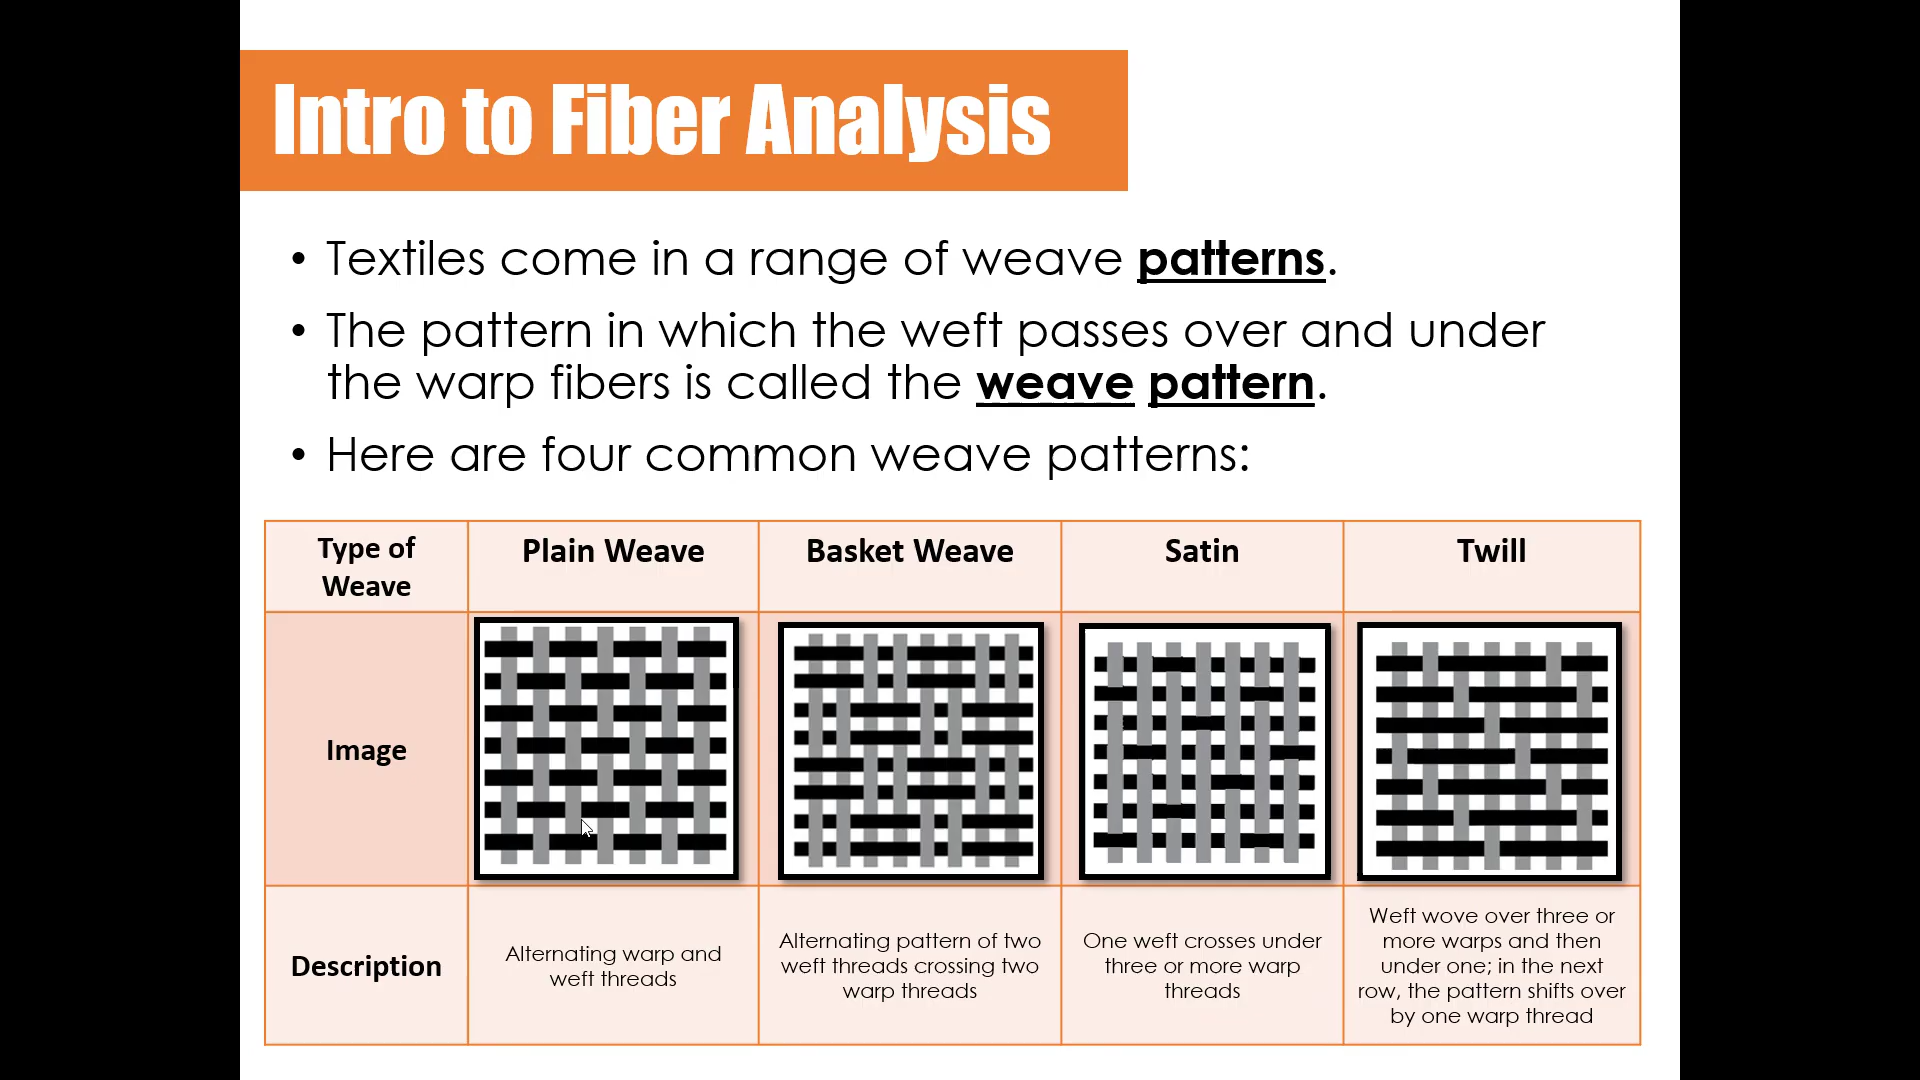 Intro to Fiber Analysis
• Textiles come in a range of weave patterns.
• The pattern in which the weft passes over and under
the warp fibers is called the weave pattern.
• Here are four common weave patterns:
Type of
Weave
Plain Weave
Basket Weave
Satin
Twill
Image
Description
Alternating warp and
weft threads
Alternating pattern of two
weft threads crossing two
warp threads
One weft crosses under
three or more warp
threads
Weft wove over three or
more warps and then
under one; in the next
row, the pattern shifts over
by one warp thread